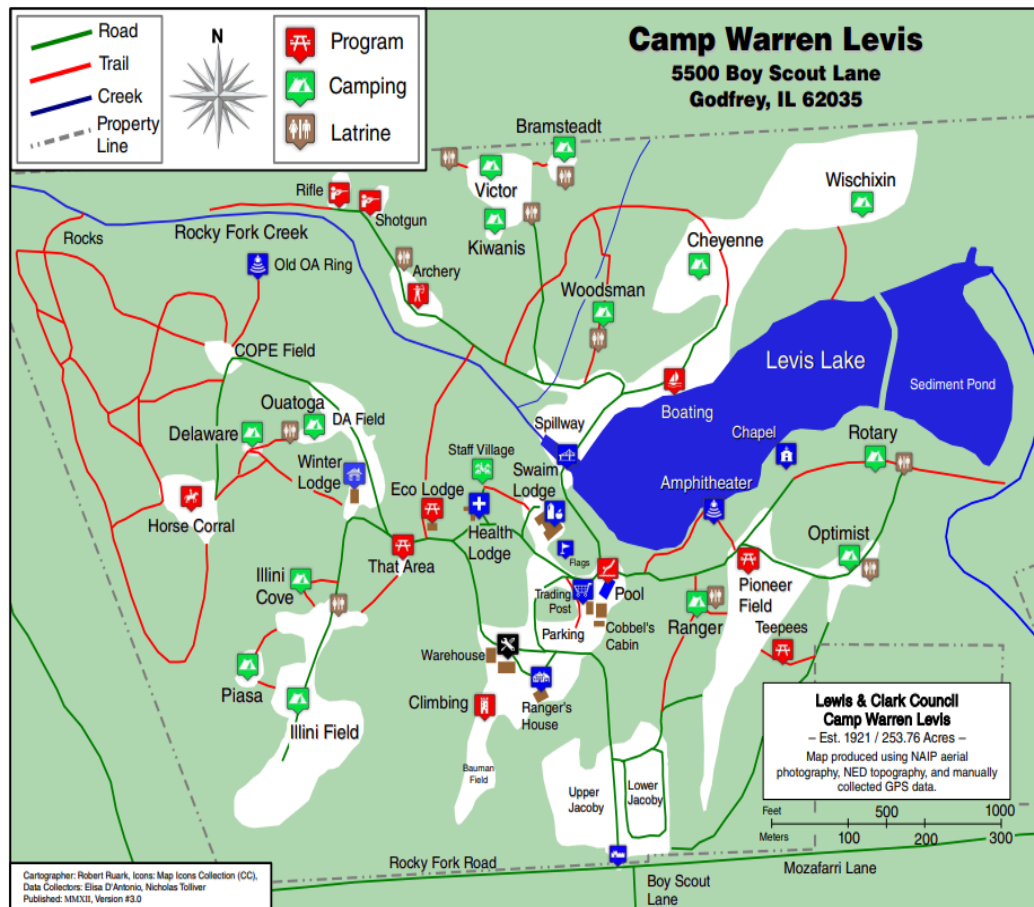 Road
Trail
Creek
Property
Line
N
Program
Camping
Latrine
Camp Warren Levis
5500 Boy Scout Lane
Godfrey, IL 62035
Bramsteadt
Victor
Kiwanis
Wischixin
Cheyenne
Woodsman
Rifle
Shotgun
Rocks
Rocky Fork Creek
Old OA Ring
Archery
COPE Field
Levis Lake
Sediment Pond
Boating
Spillway
Ouatoga
DA Field
Delaware
Winter
Lodge
Horse Corral
Staff Village
Swaim
Lodge
Eco Lodge
Health
Lodge
Flags
Chapel
Rotary
Amphitheater
Optimist
That Area
Illini
Cove
Trading
Post
Pool
Parking
Cobbel's
Cabin
Ranger
Pioneer
Field
Teepees
Warehouse
Ranger's
House
Climbing
Piasa
Illini Field
Bauman
Field
Upper
Jacoby
Lower
Jacoby
Lewis & Clark Council
Camp Warren Levis
– Est. 1921 / 253.76 Acres –
Map produced using NAIP aerial
photography, NED topography, and manually
collected GPS data.
Feet 500 1000
Meters 100 200 300
Rocky Fork Road
Mozafarri Lane
Boy Scout
Lane
Cartographer: Robert Ruark, Icons: Map Icons Collection (CC),
Data Collectors: Elisa D'Antonio, Nicholas Tolliver
Published: MMXII, Version #3.0